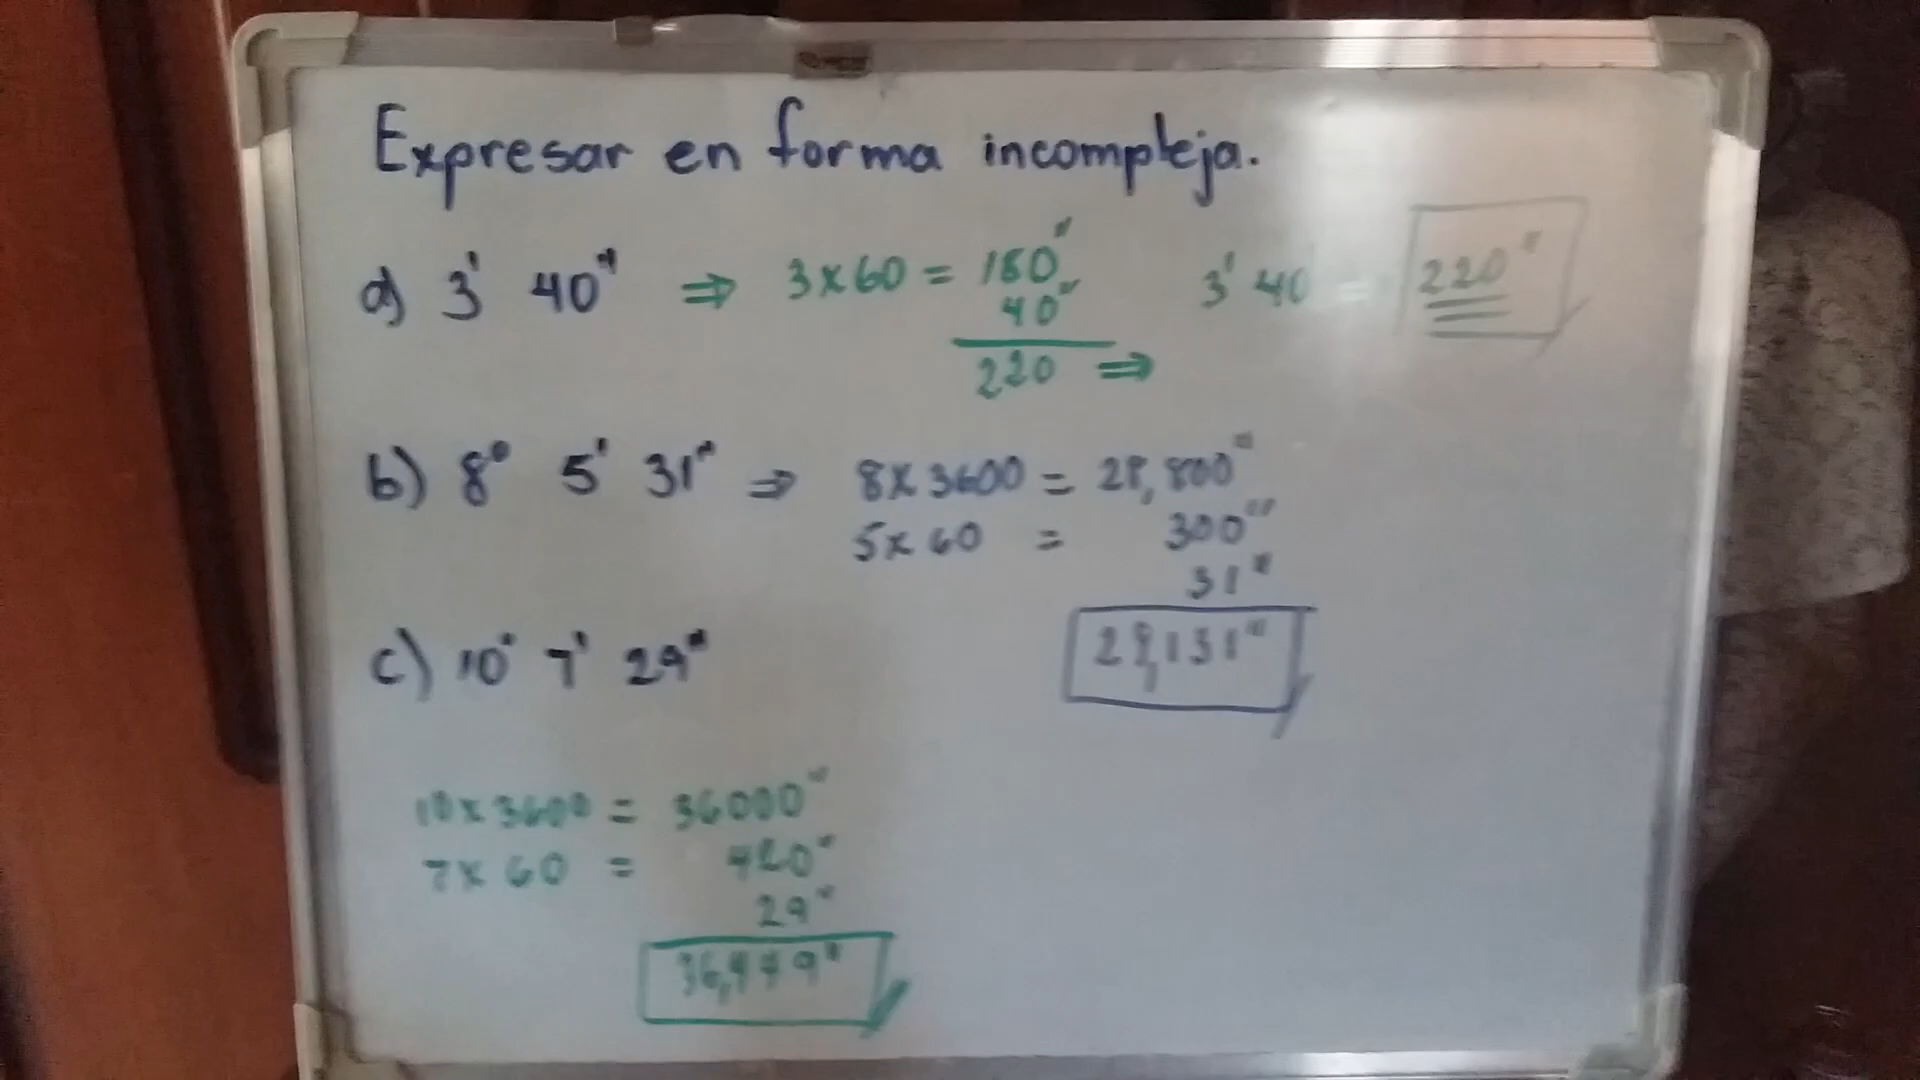 Expresar en forma incompleja.
a) 3' 40" ⇒ 3x60 = 180" 3' 40 = 220"
40"
220 ⇒
b) 8° 5' 31" ⇒ 8x3600 = 28,800"
5x60 = 300"
31"
29,131"
c) 10° 7' 29"
10x3600 = 36000"
7x60 = 420"
29"
36,449"